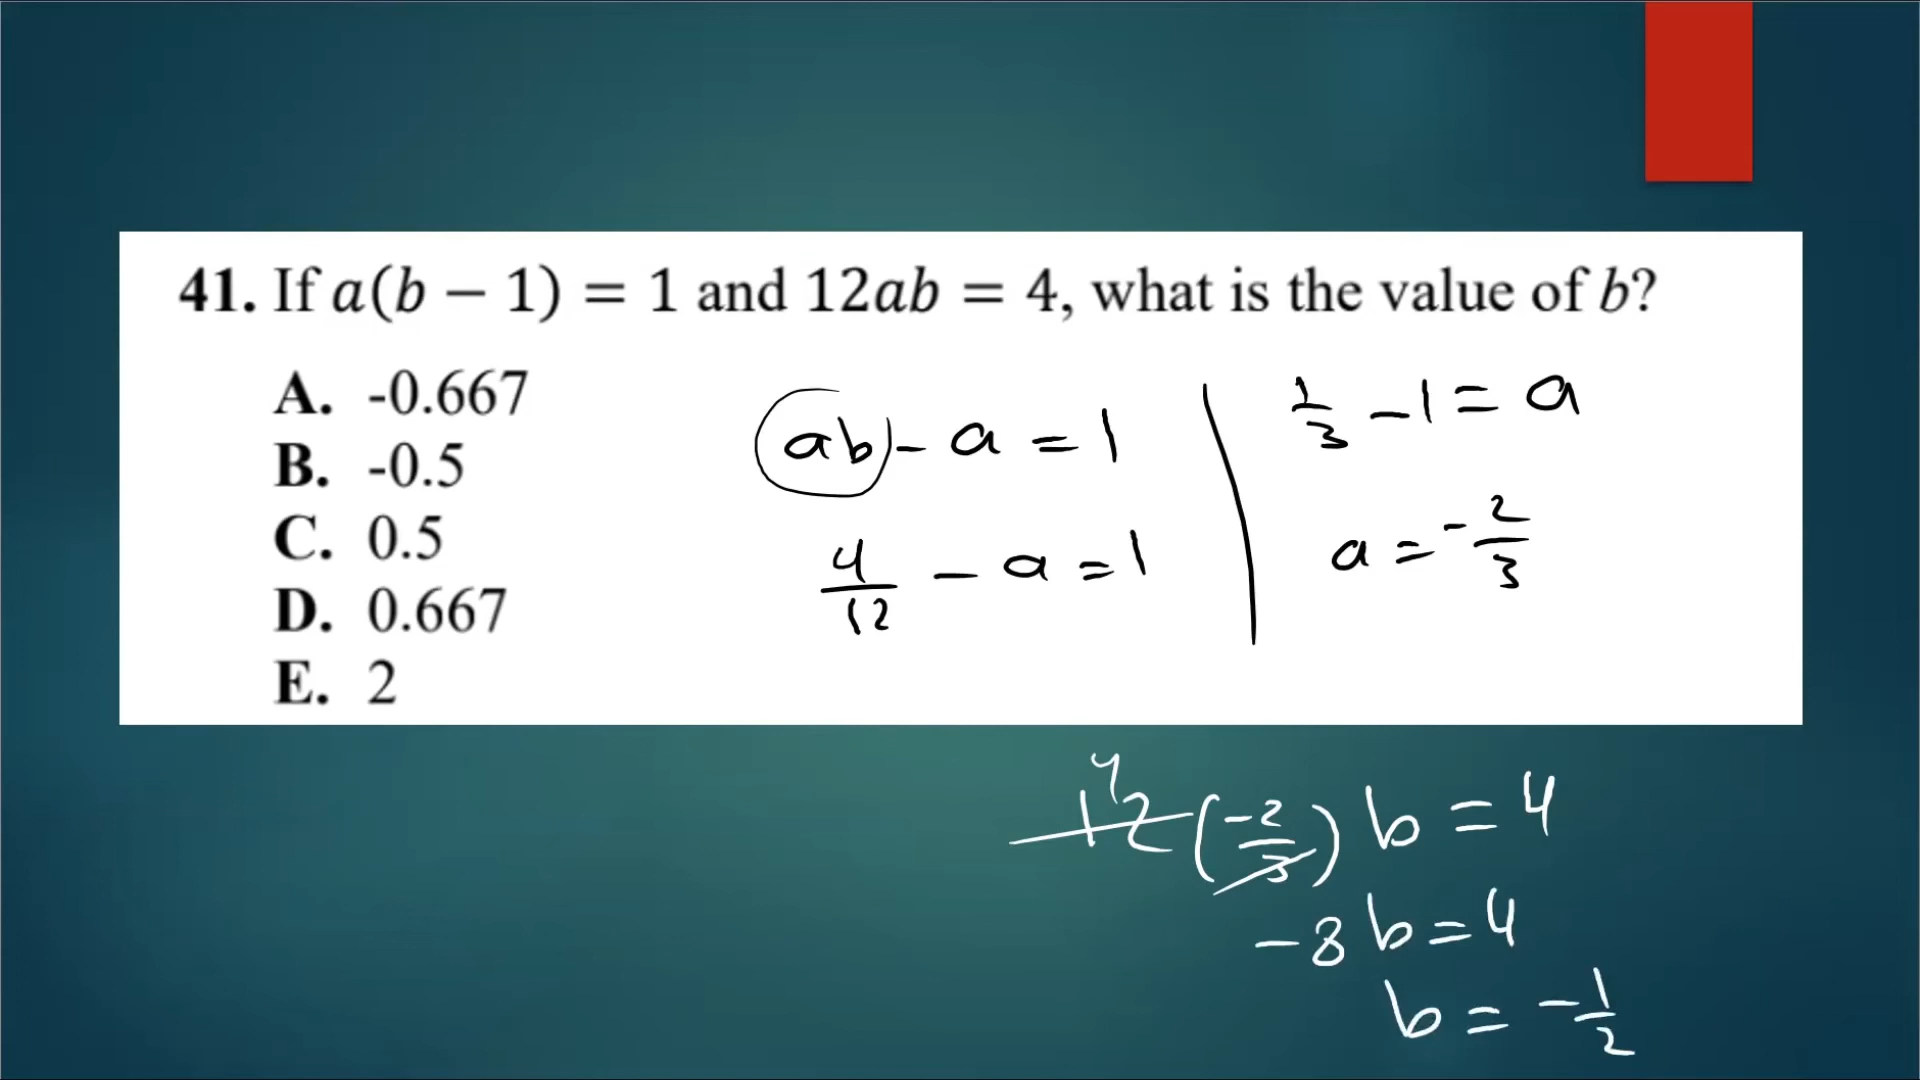 41. If a(b − 1) = 1 and 12ab = 4, what is the value of b?
A. -0.667
B. -0.5
C. 0.5
D. 0.667
E. 2
ab - a = 1
4/12 - a = 1
1/3 - 1 = a
a = -2/3
4
12(-2/3) b = 4
-8b = 4
b = -1/2